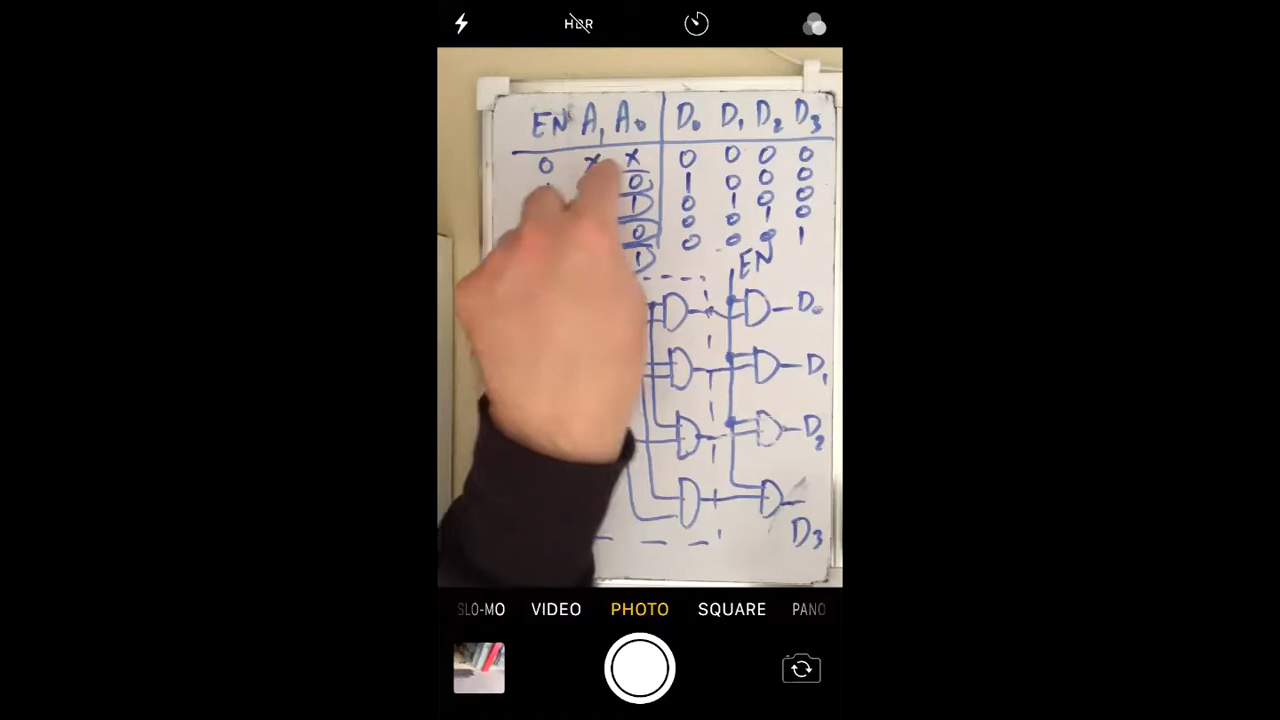 HDR
EN A₁ A₀ D₀ D₁ D₂ D₃
0 x x 0 0 0 0
0 1 0 0 0
1 0 1 0 0
0 0 0 1 0
1 0 0 0 1
EN
D₀
D₁
D₂
D₃
SLO-MO VIDEO PHOTO SQUARE PANO